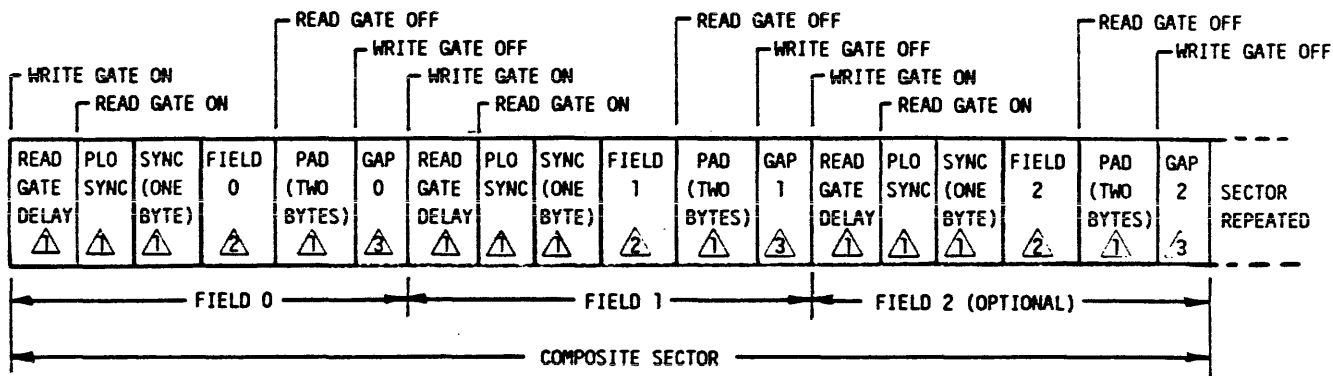 READ GATE OFF READ GATE OFF READ GATE OFF
WRITE GATE OFF WRITE GATE OFF WRITE GATE OFF
WRITE GATE ON WRITE GATE ON WRITE GATE ON
READ GATE ON READ GATE ON READ GATE ON
READ PLO SYNC FIELD PAD GAP READ PLO SYNC FIELD PAD GAP READ PLO SYNC FIELD PAD GAP
GATE SYNC (ONE 0 (TWO 0 GATE SYNC (ONE 1 (TWO 1 GATE SYNC (ONE 2 (TWO 2 SECTOR
DELAY BYTE) BYTES) DELAY BYTE) BYTES) DELAY BYTE) BYTES) REPEATED
1 1 1 2 1 3 1 1 1 2 1 3 1 1 1 2 1 3
FIELD 0 FIELD 1 FIELD 2 (OPTIONAL)
COMPOSITE SECTOR